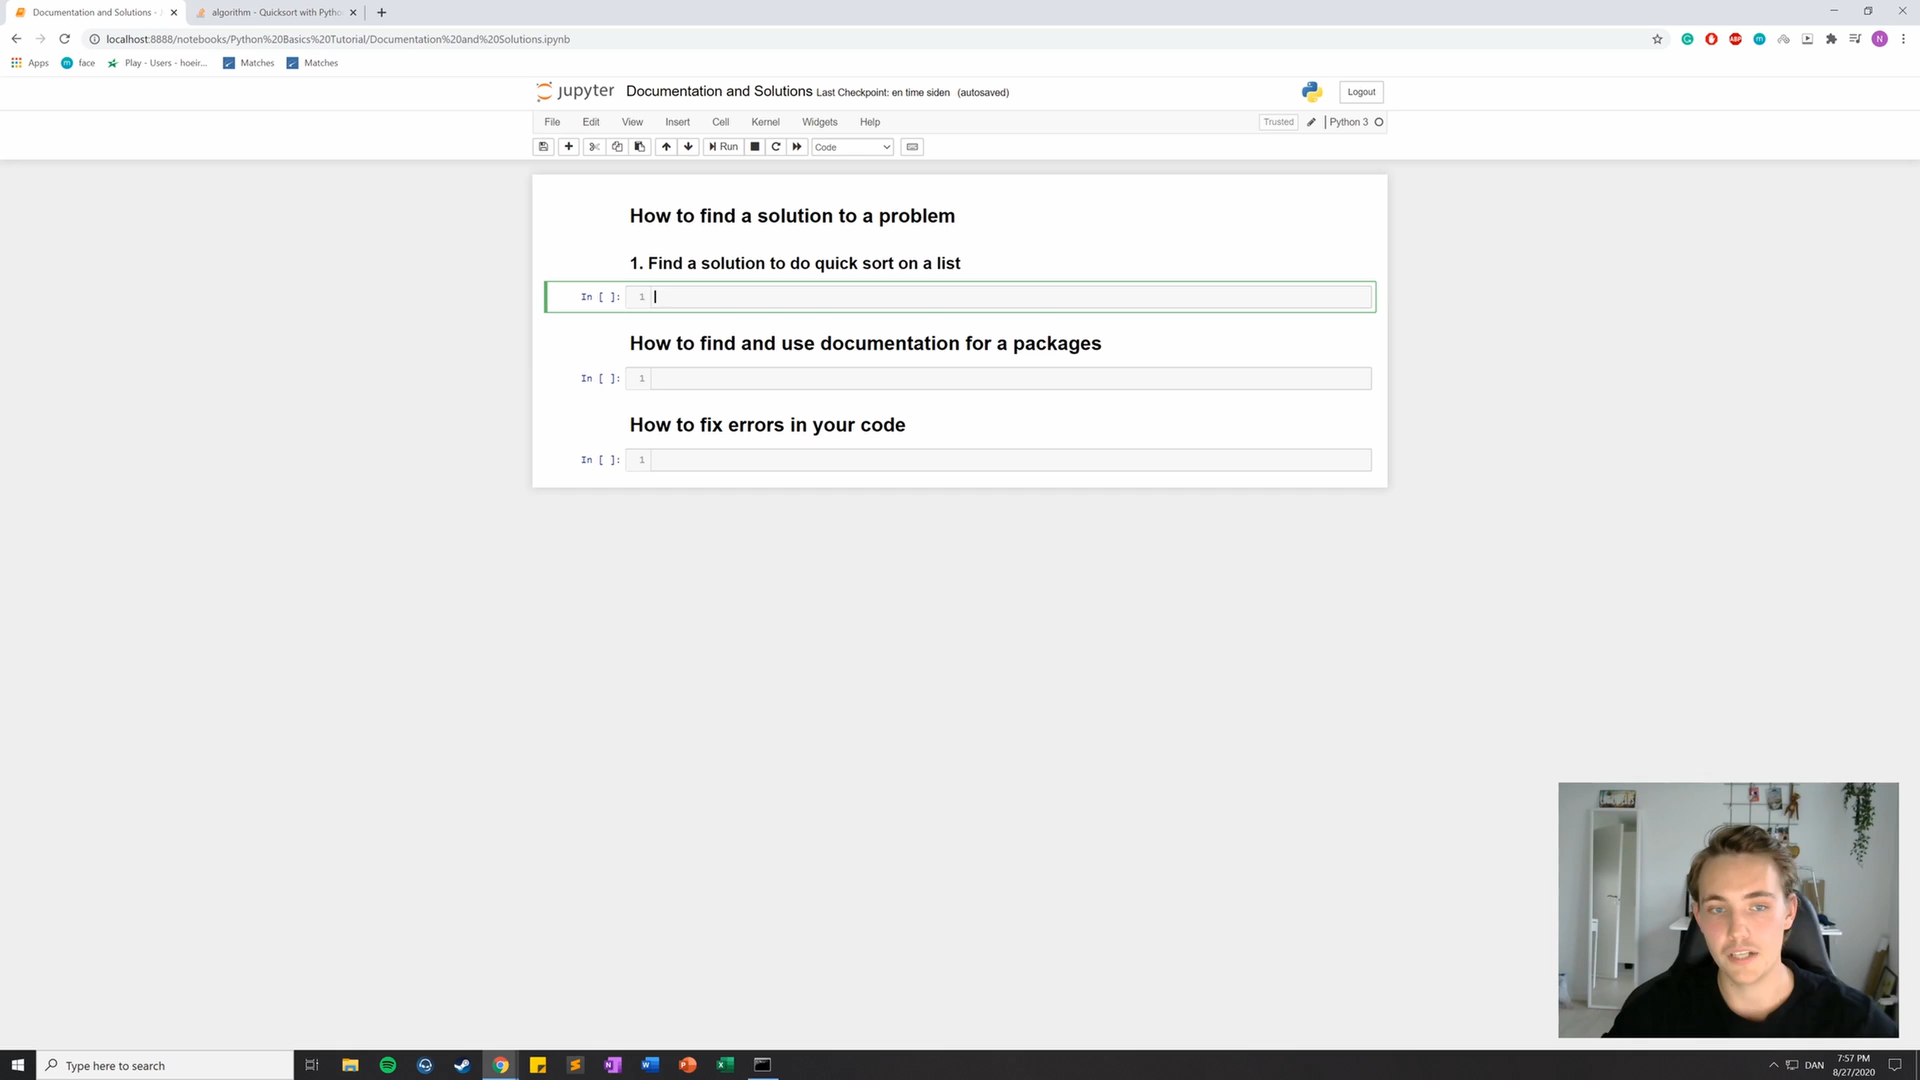 Documentation and Solutions -
algorithm - Quicksort with Pytho
localhost:8888/notebooks/Python%20Basics%20Tutorial/Documentation%20and%20Solutions.ipynb
ABP
m
N
Apps
m face
Play - Users - hoeir...
Matches
Matches
jupyter Documentation and Solutions Last Checkpoint: en time siden (autosaved)
Logout
File Edit View Insert Cell Kernel Widgets Help
Trusted
Python 3
Run
Code
How to find a solution to a problem
1. Find a solution to do quick sort on a list
In [ ]: 1
How to find and use documentation for a packages
In [ ]: 1
How to fix errors in your code
In [ ]: 1
Type here to search
DAN
7:57 PM
8/27/2020